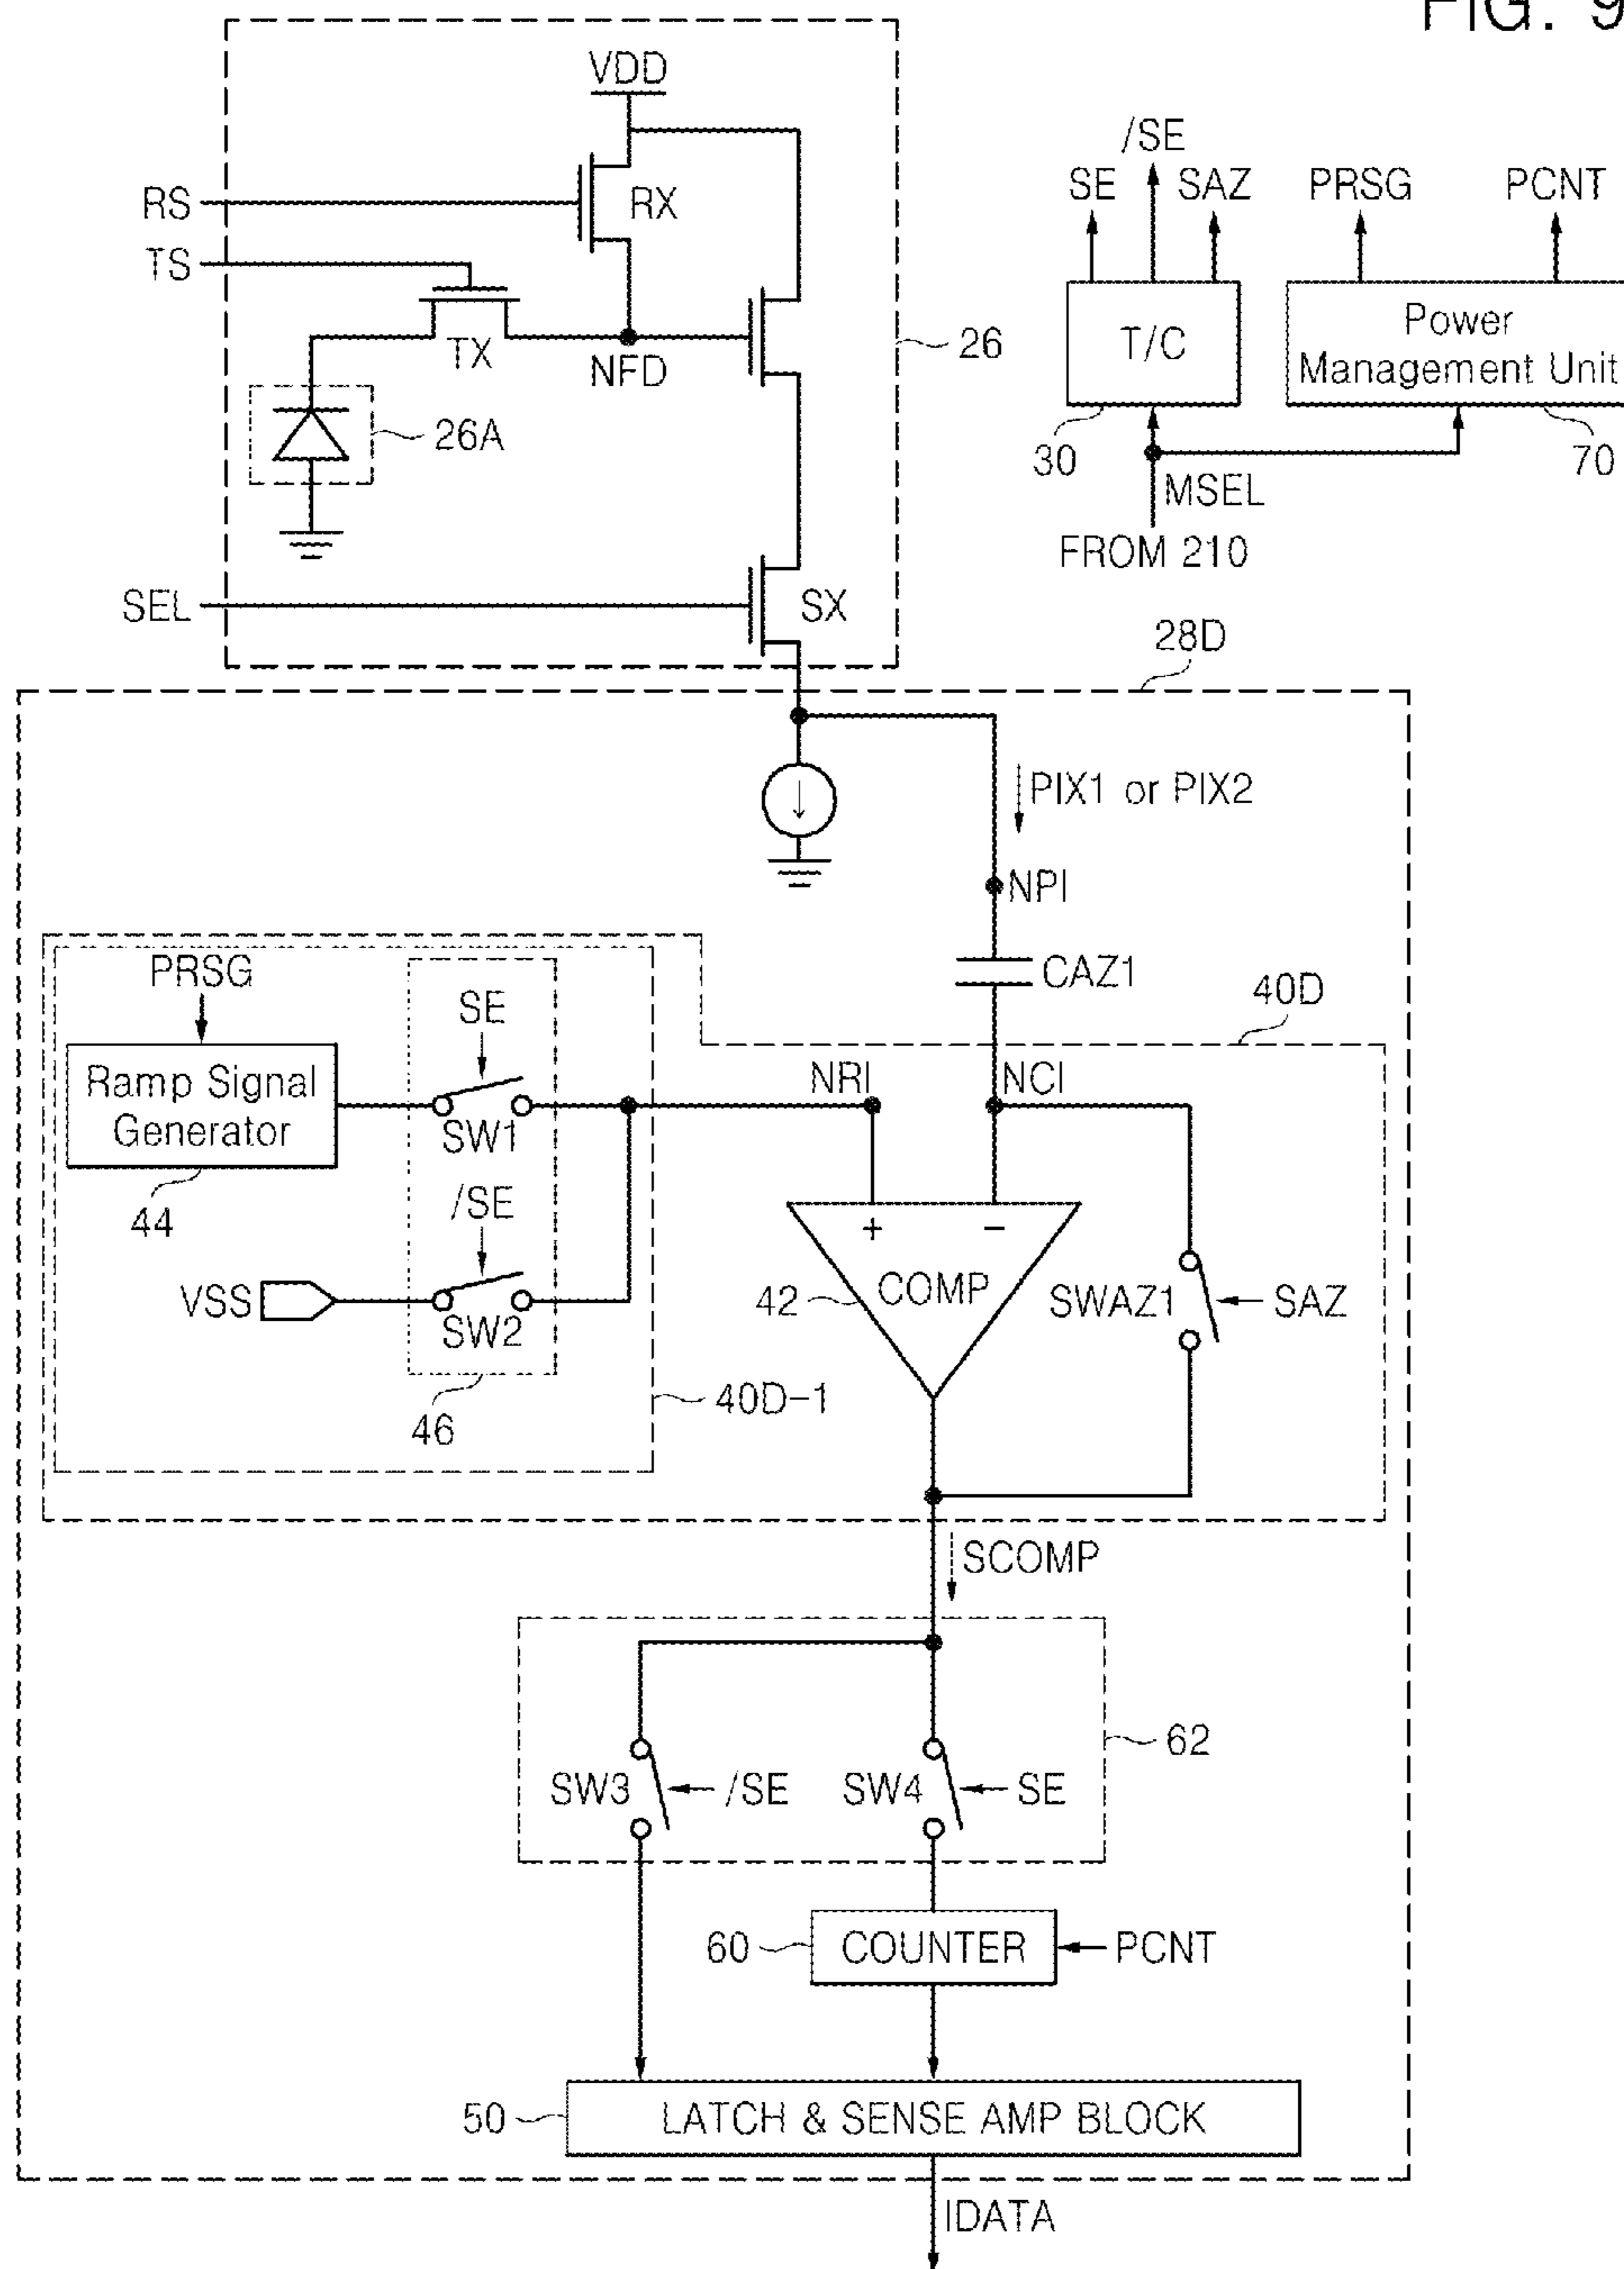 FIG. 9
VDD
RS
RX
TS
TX
NFD
26
26A
SEL
SX
/SE
SE
SAZ
PRSG
PCNT
T/C
Power
Management Unit
30
70
MSEL
FROM 210
28D
PIX1 or PIX2
NPI
CAZ1
40D
PRSG
SE
Ramp Signal
Generator
SW1
NRI
NCI
44
/SE
VSS
SW2
46
40D-1
+
-
42
COMP
SWAZ1
SAZ
SCOMP
62
SW3
/SE
SW4
SE
60
COUNTER
PCNT
50
LATCH & SENSE AMP BLOCK
IDATA